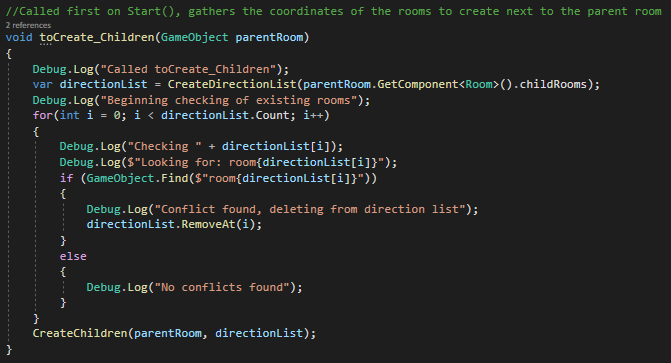 //Called first on Start(), gathers the coordinates of the rooms to create next to the parent room
2 references
void toCreate_Children(GameObject parentRoom)
{
    Debug.Log("Called toCreate_Children");
    var directionList = CreateDirectionList(parentRoom.GetComponent<Room>().childRooms);
    Debug.Log("Beginning checking of existing rooms");
    for(int i = 0; i < directionList.Count; i++)
    {
        Debug.Log("Checking " + directionList[i]);
        Debug.Log($"Looking for: room{directionList[i]}");
        if (GameObject.Find($"room{directionList[i]}"))
        {
            Debug.Log("Conflict found, deleting from direction list");
            directionList.RemoveAt(i);
        }
        else
        {
            Debug.Log("No conflicts found");
        }
    }
    CreateChildren(parentRoom, directionList);
}